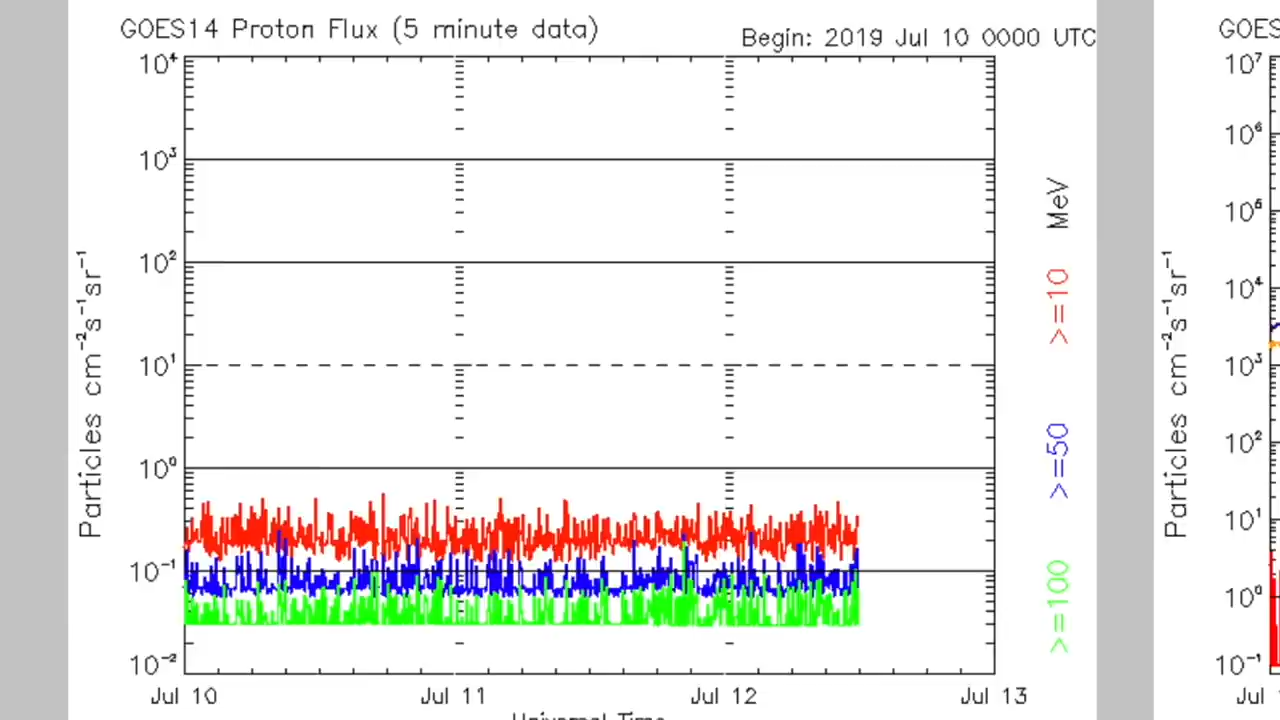 GOES14 Proton Flux (5 minute data)
Begin: 2019 Jul 10 0000 UTC
10⁴
10³
10²
10¹
10⁰
10⁻¹
10⁻²
Particles cm⁻²s⁻¹sr⁻¹
Jul 10
Jul 11
Jul 12
Jul 13
Universal Time
MeV
>=10
>=50
>=100
GOES
10⁷
10⁶
10⁵
10⁴
10³
10²
10¹
10⁰
10⁻¹
Particles cm⁻²s⁻¹sr⁻¹
Jul